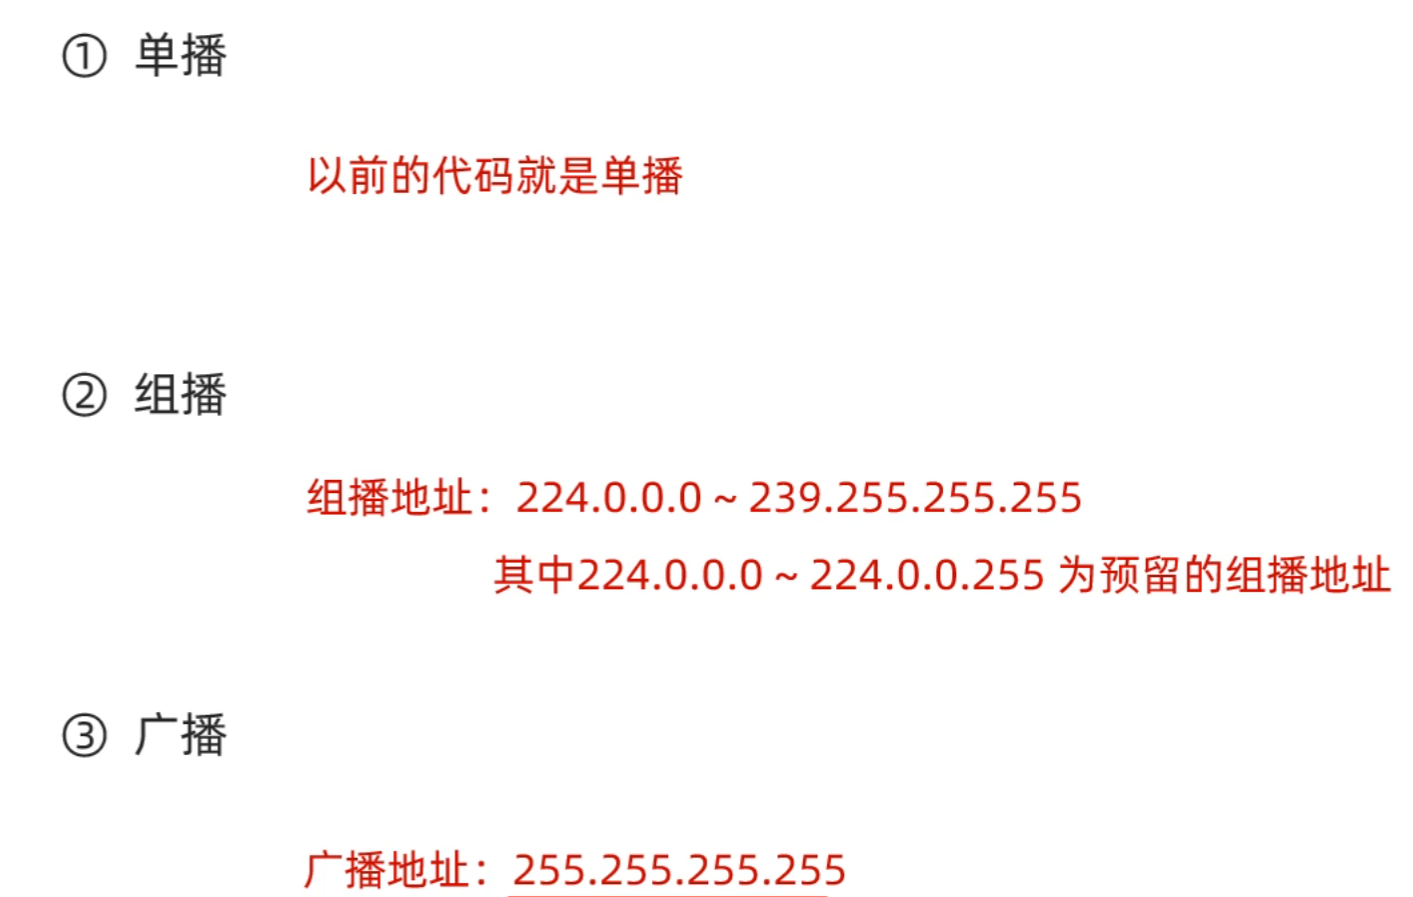 ① 单播
以前的代码就是单播
② 组播
组播地址：224.0.0.0 ~ 239.255.255.255
其中224.0.0.0 ~ 224.0.0.255 为预留的组播地址
③ 广播
广播地址：255.255.255.255